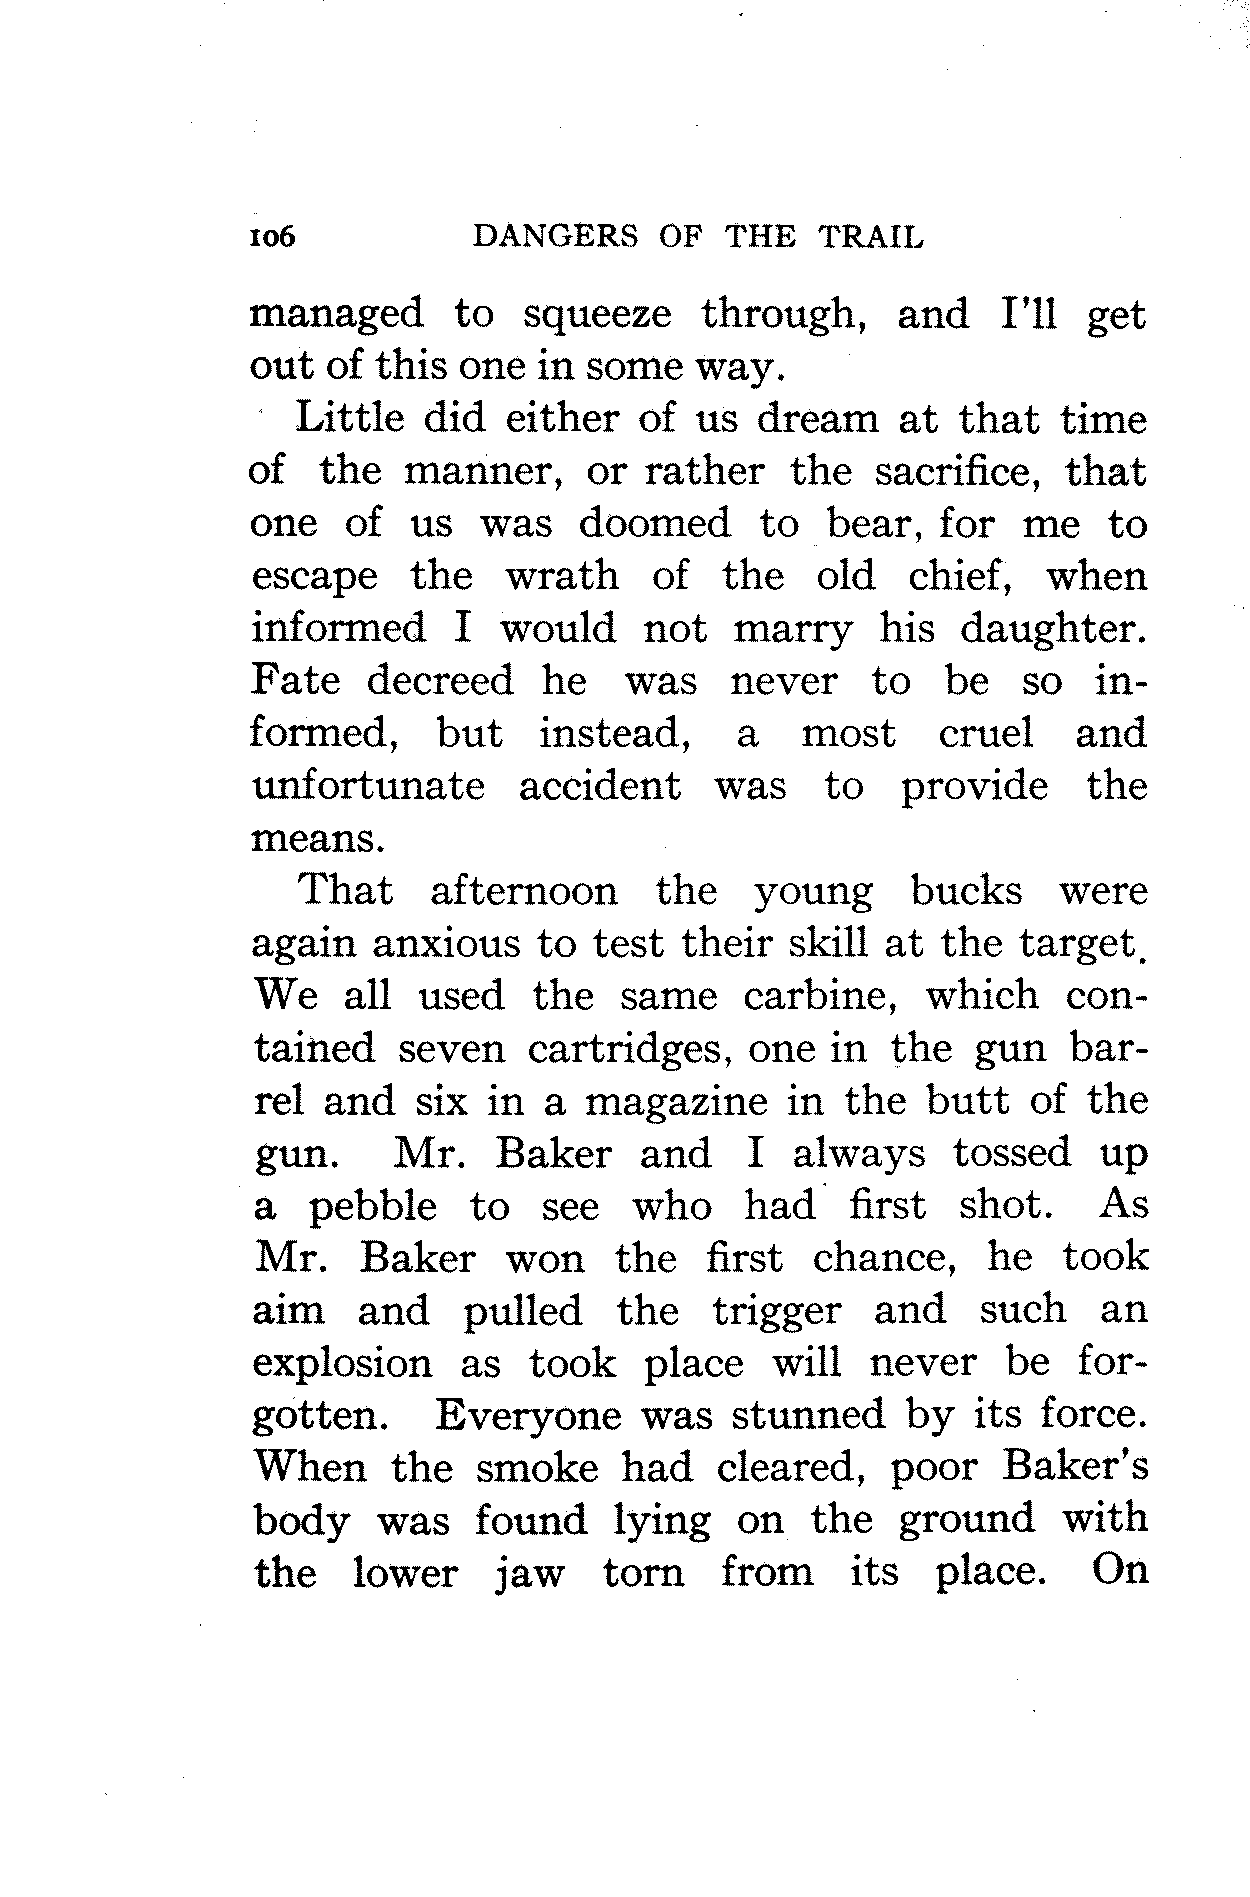 106 DANGERS OF THE TRAIL
managed to squeeze through, and I'll get
out of this one in some way.
Little did either of us dream at that time
of the manner, or rather the sacrifice, that
one of us was doomed to bear, for me to
escape the wrath of the old chief, when
informed I would not marry his daughter.
Fate decreed he was never to be so in-
formed, but instead, a most cruel and
unfortunate accident was to provide the
means.
That afternoon the young bucks were
again anxious to test their skill at the target.
We all used the same carbine, which con-
tained seven cartridges, one in the gun bar-
rel and six in a magazine in the butt of the
gun. Mr. Baker and I always tossed up
a pebble to see who had first shot. As
Mr. Baker won the first chance, he took
aim and pulled the trigger and such an
explosion as took place will never be for-
gotten. Everyone was stunned by its force.
When the smoke had cleared, poor Baker's
body was found lying on the ground with
the lower jaw torn from its place. On